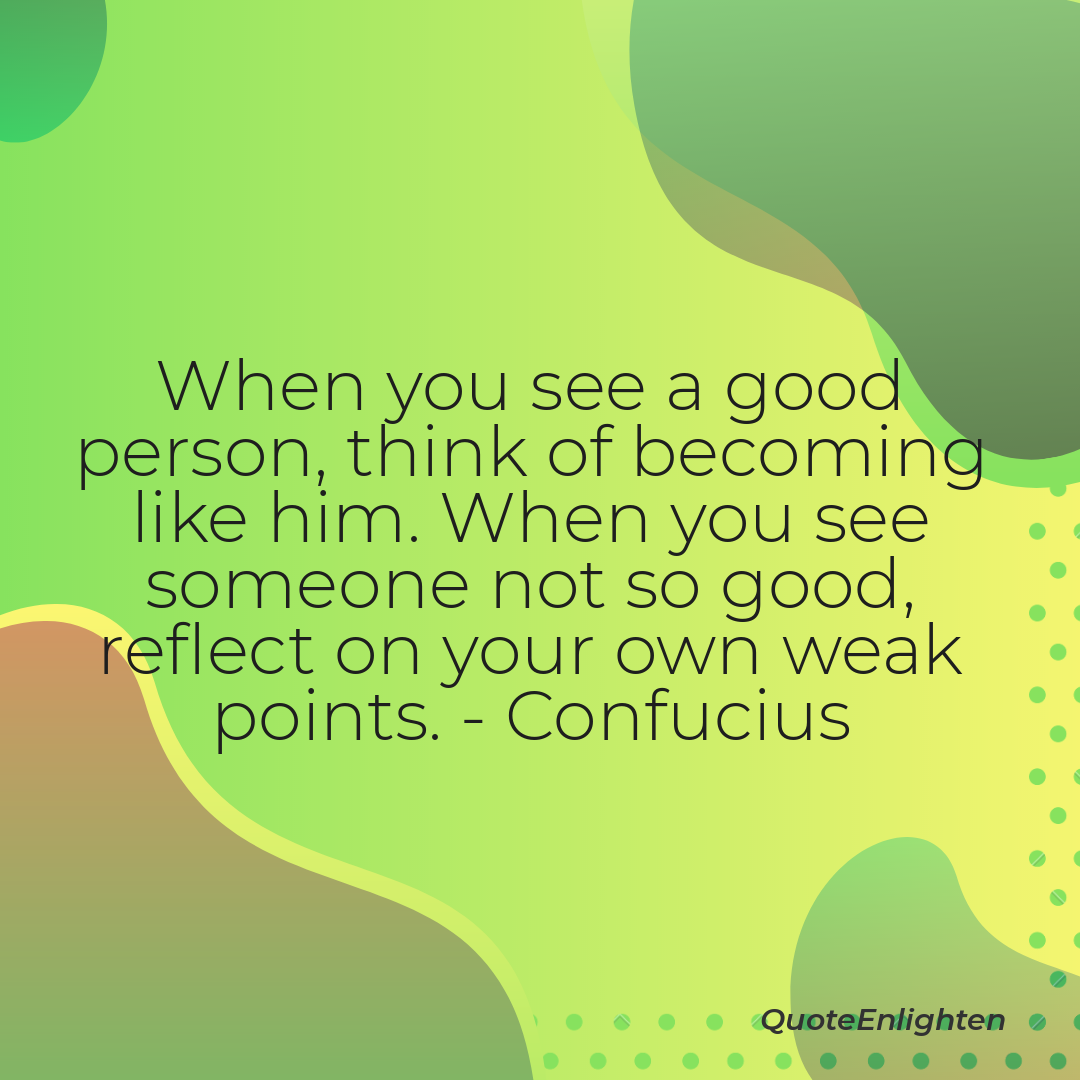 When you see a good
person, think of becoming
like him. When you see
someone not so good,
reflect on your own weak
points. - Confucius
QuoteEnlighten